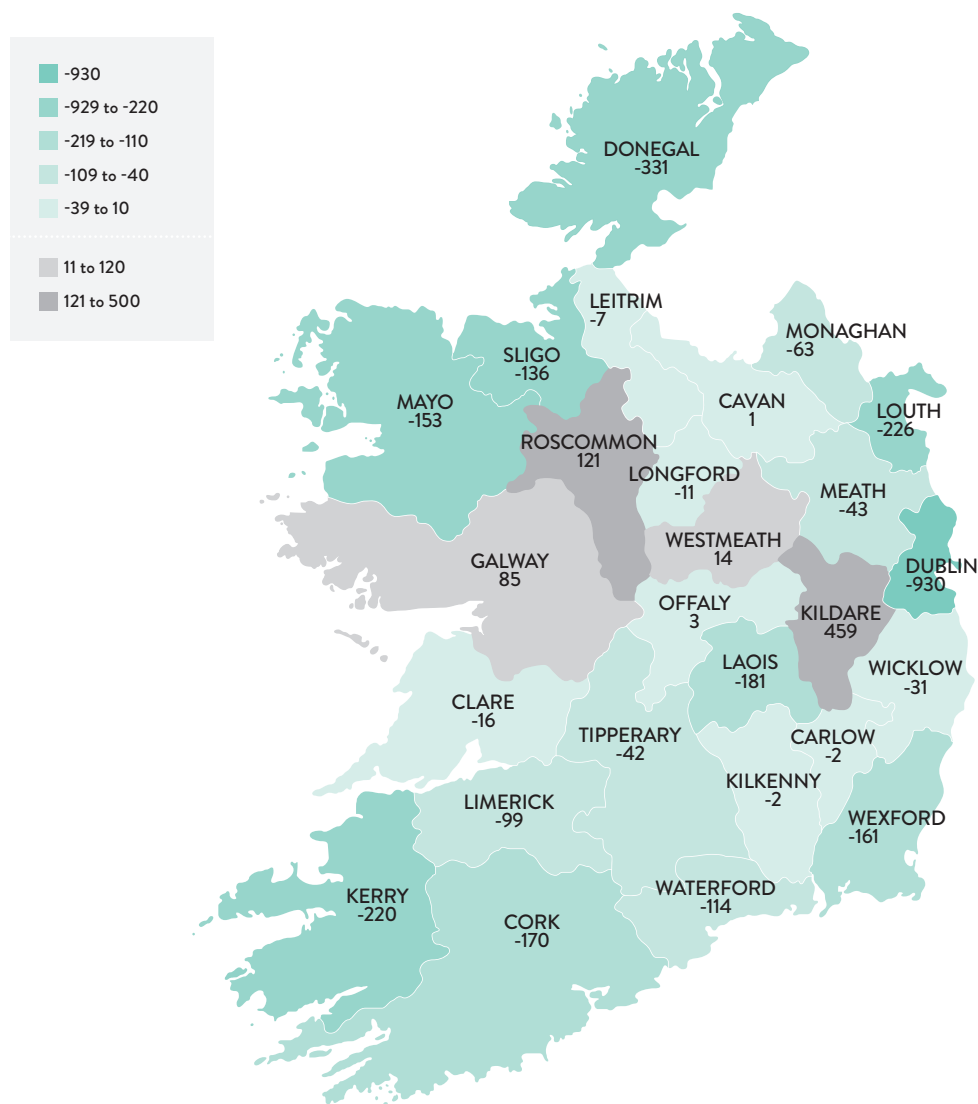 -930
-929 to -220
-219 to -110
-109 to -40
-39 to 10
11 to 120
121 to 500
DONEGAL
-331
LEITRIM
-7
MONAGHAN
-63
SLIGO
-136
MAYO
-153
CAVAN
1
LOUTH
-226
ROSCOMMON
121
LONGFORD
-11
MEATH
-43
WESTMEATH
14
GALWAY
85
DUBLIN
-930
OFFALY
3
KILDARE
459
LAOIS
-181
WICKLOW
-31
CLARE
-16
TIPPERARY
-42
CARLOW
-2
KILKENNY
-2
LIMERICK
-99
WEXFORD
-161
KERRY
-220
WATERFORD
-114
CORK
-170